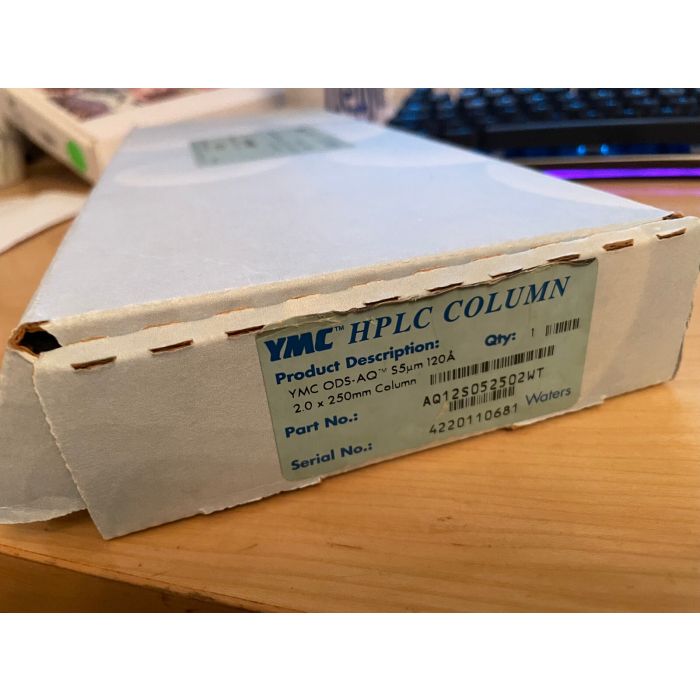 YMC™ HPLC COLUMN
Product Description: Qty: 1
YMC ODS-AQ™ S5µm 120Å
2.0 x 250mm Column
Part No.: AQ12S052502WT
Serial No.: 4220110681 Waters